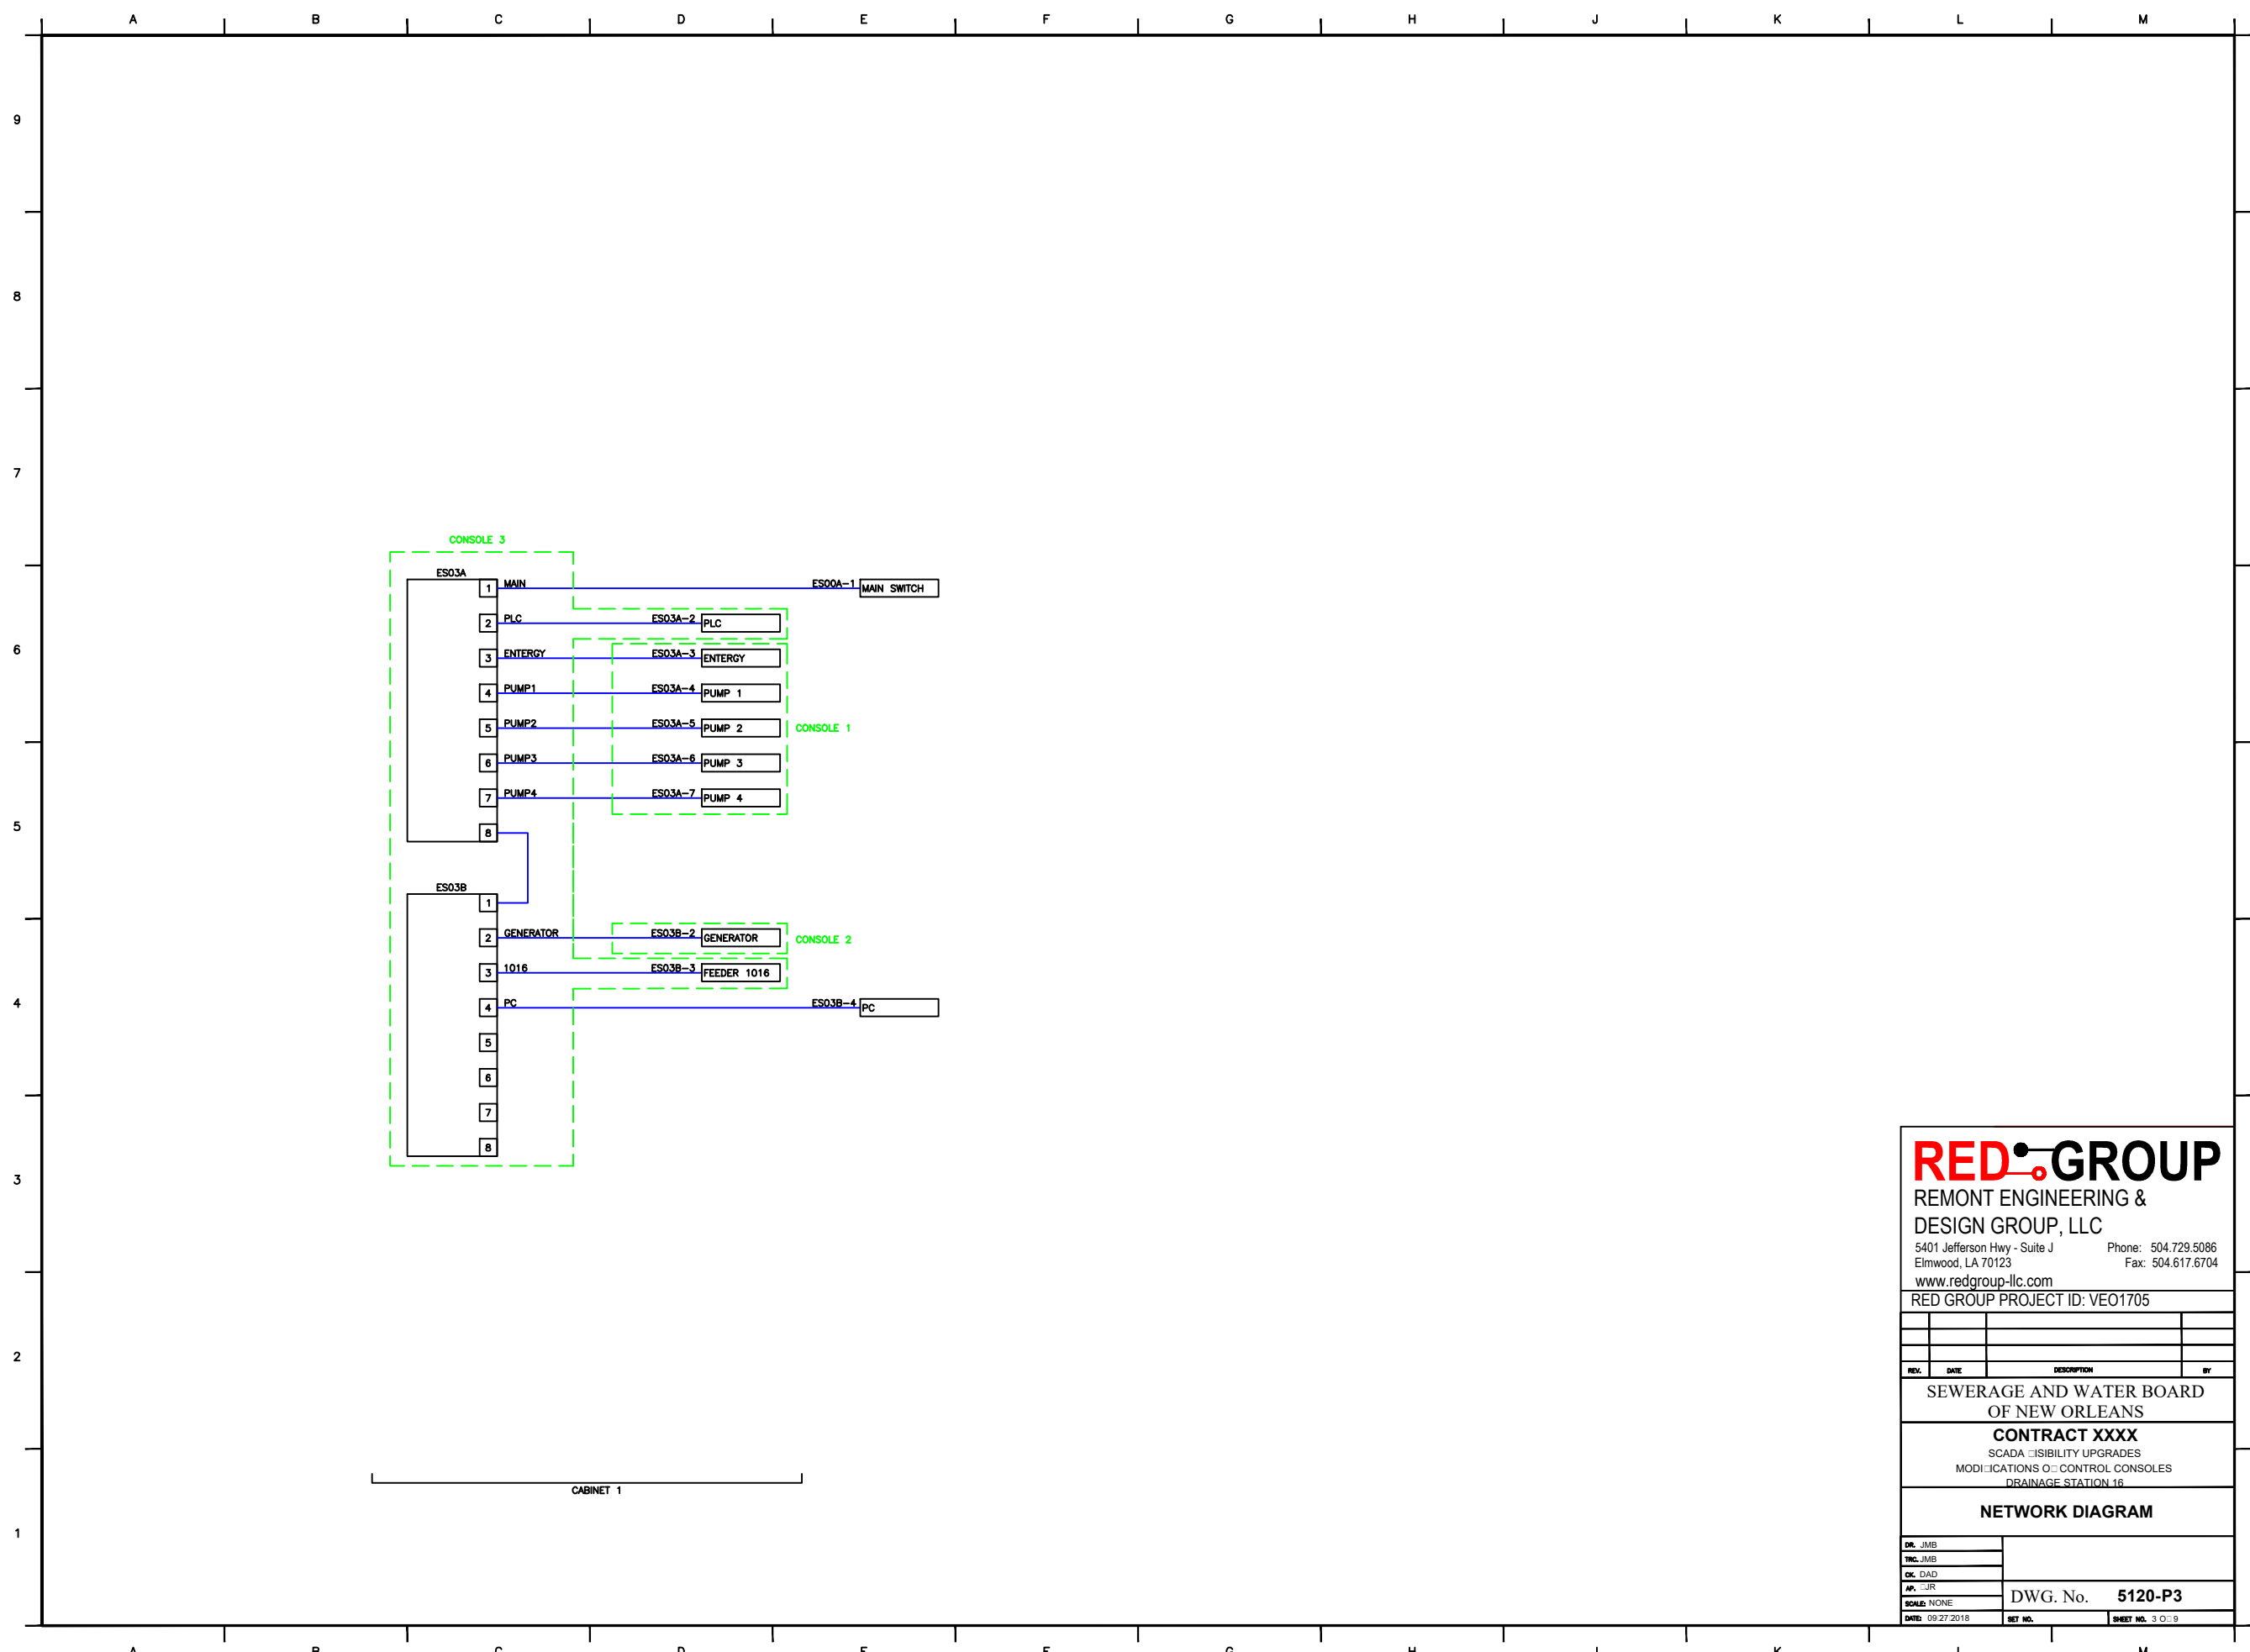 A B C D E F G H J K L M
9
8
7
6
5
4
3
2
1
CONSOLE 3
ES03A
1 MAIN ES00A-1 MAIN SWITCH
2 PLC ES03A-2 PLC
3 ENTERGY ES03A-3 ENTERGY
4 PUMP1 ES03A-4 PUMP 1
5 PUMP2 ES03A-5 PUMP 2
CONSOLE 1
6 PUMP3 ES03A-6 PUMP 3
7 PUMP4 ES03A-7 PUMP 4
8
ES03B
1
2 GENERATOR ES03B-2 GENERATOR
CONSOLE 2
3 1016 ES03B-3 FEEDER 1016
4 PC ES03B-4 PC
5
6
7
8
CABINET 1
RED GROUP
REMONT ENGINEERING &
DESIGN GROUP, LLC
5401 Jefferson Hwy - Suite J Phone: 504.729.5086
Elmwood, LA 70123 Fax: 504.617.6704
www.redgroup-llc.com
RED GROUP PROJECT ID: VEO1705
REV. DATE DESCRIPTION BY
SEWERAGE AND WATER BOARD
OF NEW ORLEANS
CONTRACT XXXX
SCADA □ISIBILITY UPGRADES
MODI□ICATIONS O□ CONTROL CONSOLES
DRAINAGE STATION 16
NETWORK DIAGRAM
DR. JMB
TRC. JMB
CK. DAD
AP. □JR
SCALE: NONE
DWG. No. 5120-P3
DATE: 09□27□2018 SET NO. SHEET NO. 3 O□ 9
A B C D E F G H J K L M